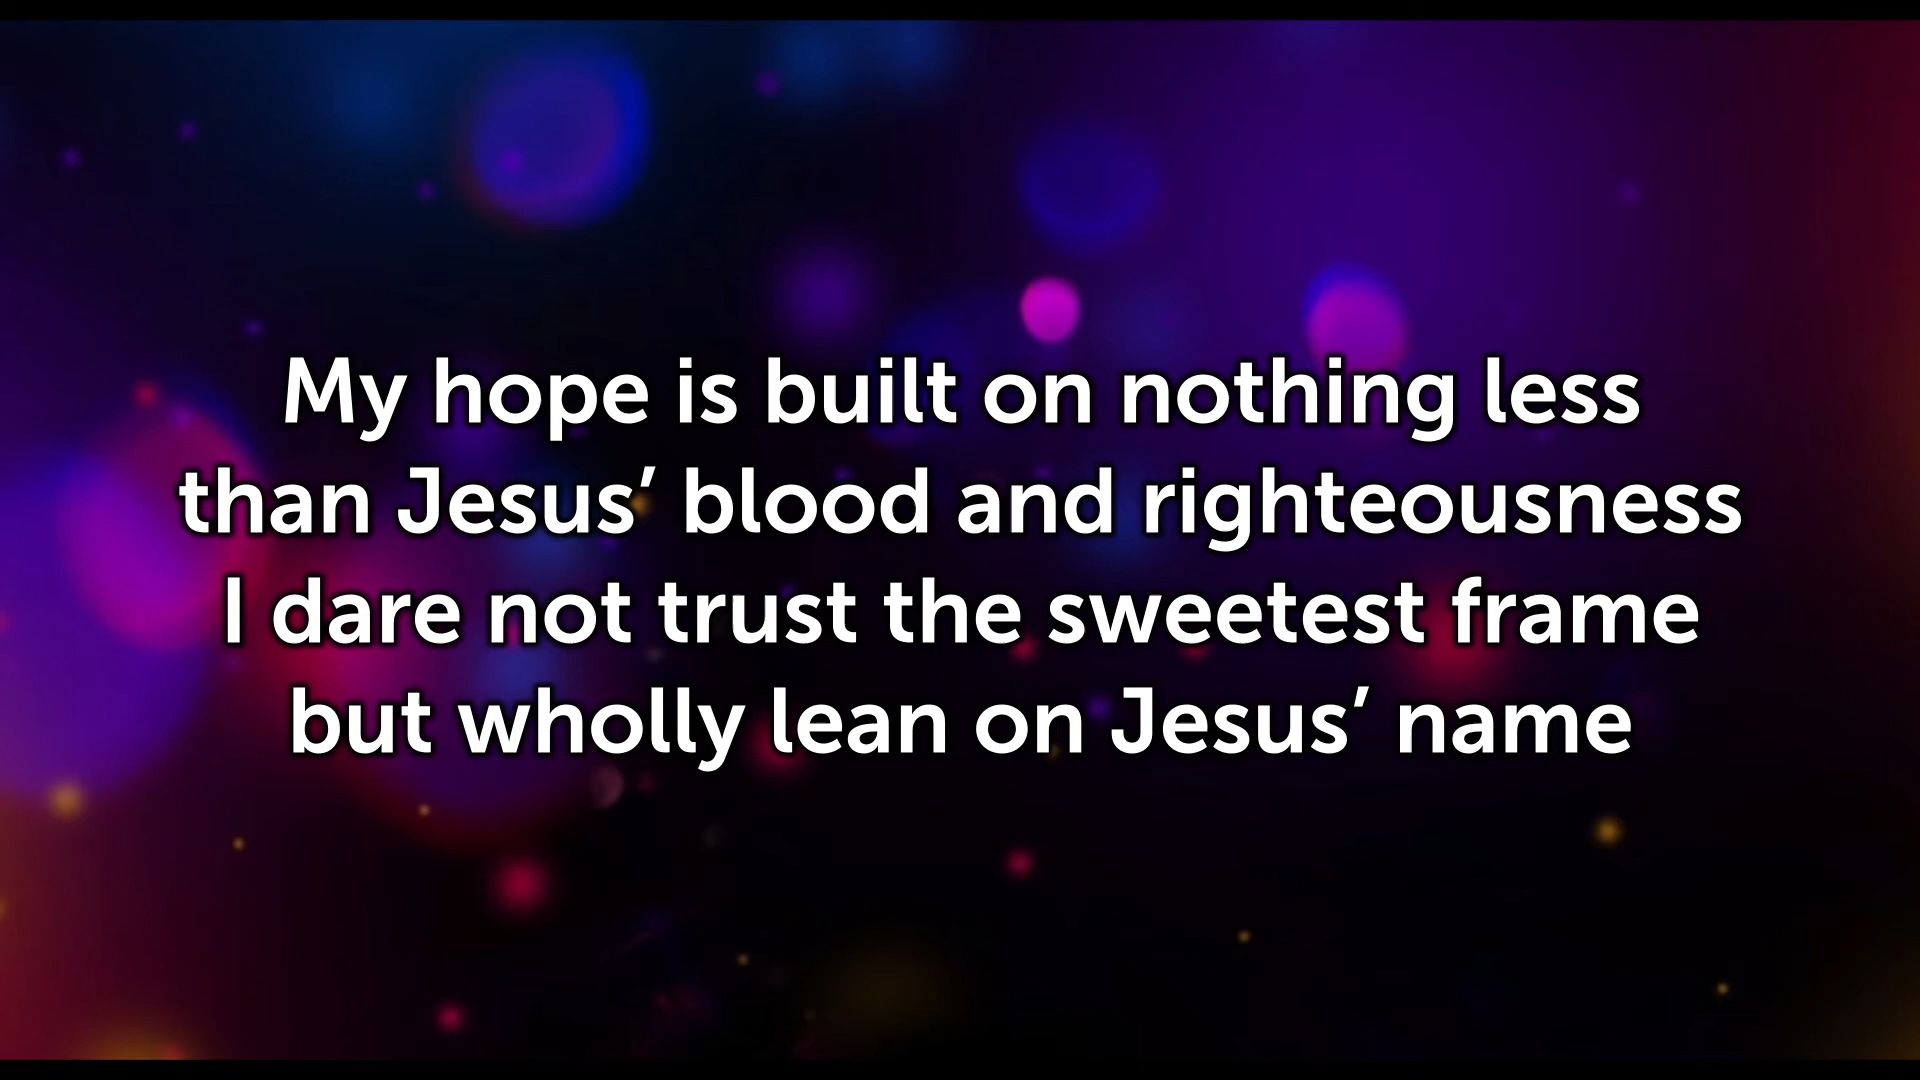 My hope is built on nothing less
than Jesus’ blood and righteousness
I dare not trust the sweetest frame
but wholly lean on Jesus’ name